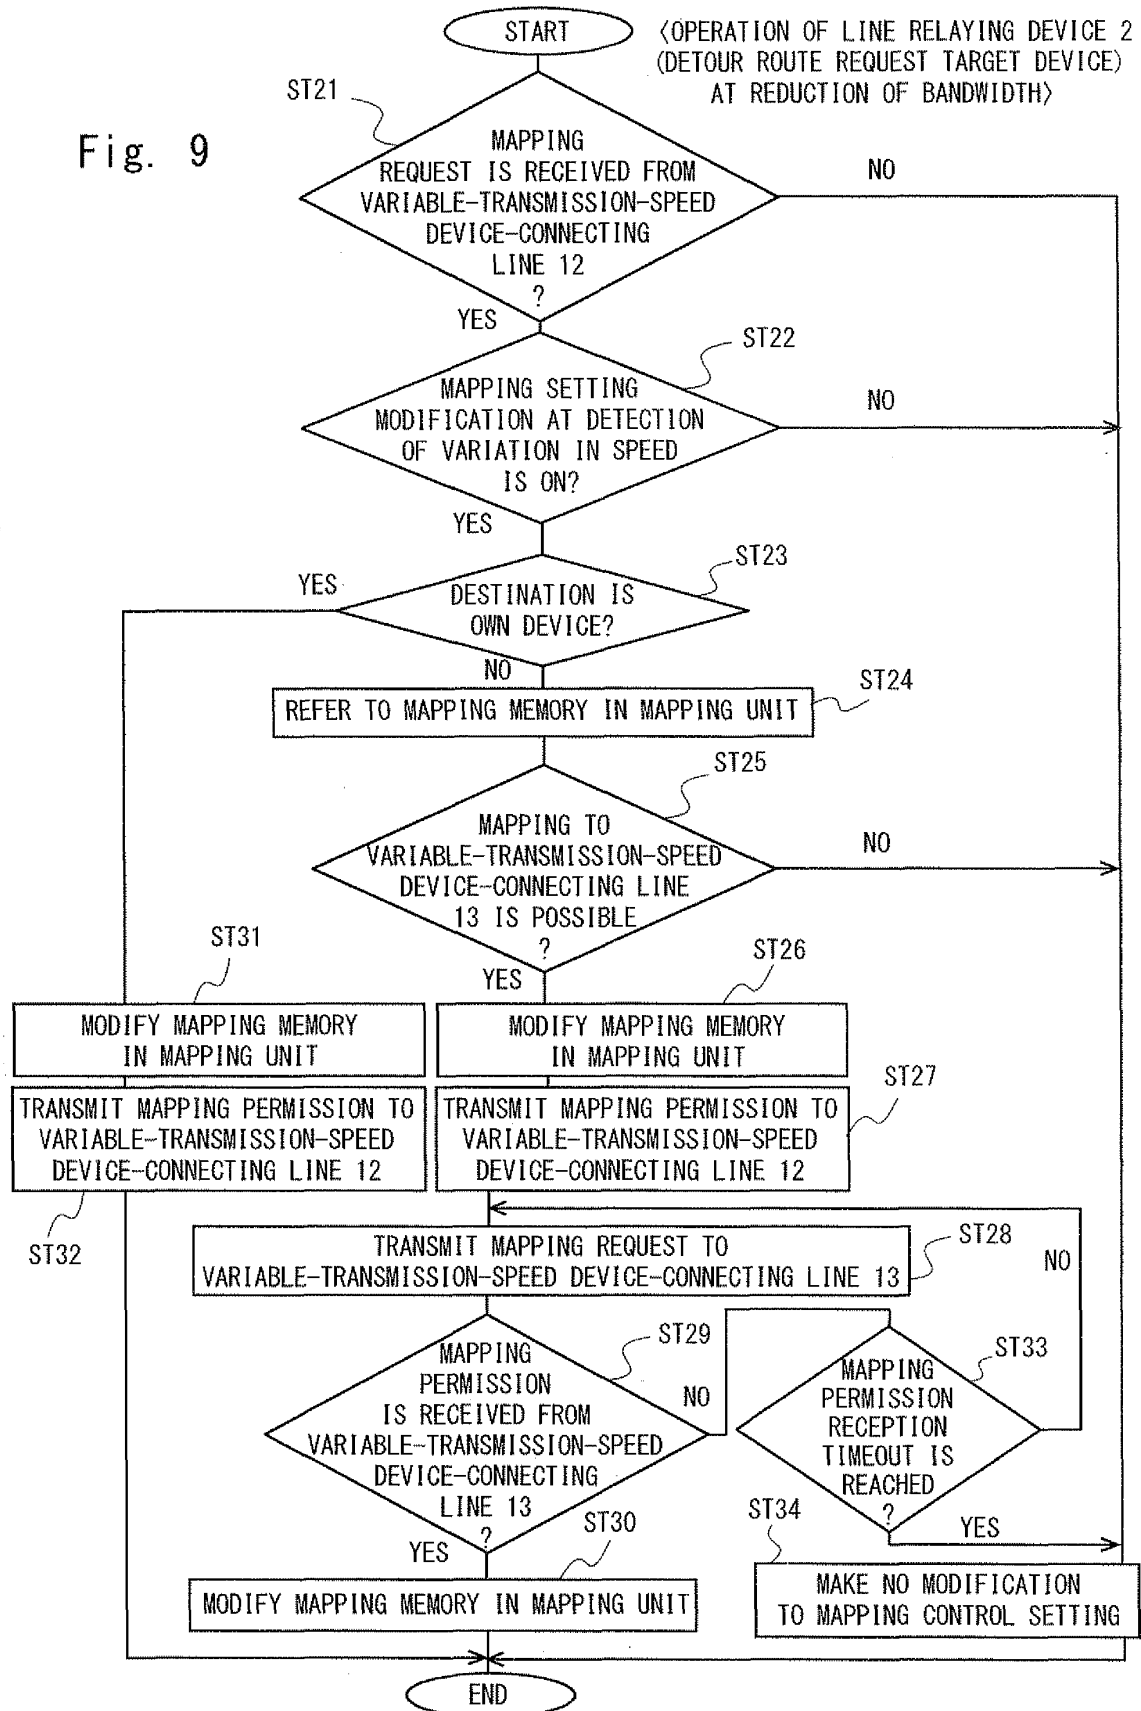 START
<OPERATION OF LINE RELAYING DEVICE 2
(DETOUR ROUTE REQUEST TARGET DEVICE)
AT REDUCTION OF BANDWIDTH>
Fig. 9
ST21
MAPPING
REQUEST IS RECEIVED FROM
VARIABLE-TRANSMISSION-SPEED
DEVICE-CONNECTING
LINE 12
?
NO
YES
ST22
MAPPING SETTING
MODIFICATION AT DETECTION
OF VARIATION IN SPEED
IS ON?
NO
YES
ST23
DESTINATION IS
OWN DEVICE?
YES
NO
ST24
REFER TO MAPPING MEMORY IN MAPPING UNIT
ST25
MAPPING TO
VARIABLE-TRANSMISSION-SPEED
DEVICE-CONNECTING LINE
13 IS POSSIBLE
?
NO
YES
ST31
MODIFY MAPPING MEMORY
IN MAPPING UNIT
ST26
MODIFY MAPPING MEMORY
IN MAPPING UNIT
TRANSMIT MAPPING PERMISSION TO
VARIABLE-TRANSMISSION-SPEED
DEVICE-CONNECTING LINE 12
ST32
ST27
TRANSMIT MAPPING PERMISSION TO
VARIABLE-TRANSMISSION-SPEED
DEVICE-CONNECTING LINE 12
ST28
TRANSMIT MAPPING REQUEST TO
VARIABLE-TRANSMISSION-SPEED DEVICE-CONNECTING LINE 13
NO
ST29
MAPPING
PERMISSION
IS RECEIVED FROM
VARIABLE-TRANSMISSION-SPEED
DEVICE-CONNECTING
LINE 13
?
NO
YES
ST33
MAPPING
PERMISSION
RECEPTION
TIMEOUT IS
REACHED
?
YES
ST30
MODIFY MAPPING MEMORY IN MAPPING UNIT
ST34
MAKE NO MODIFICATION
TO MAPPING CONTROL SETTING
END